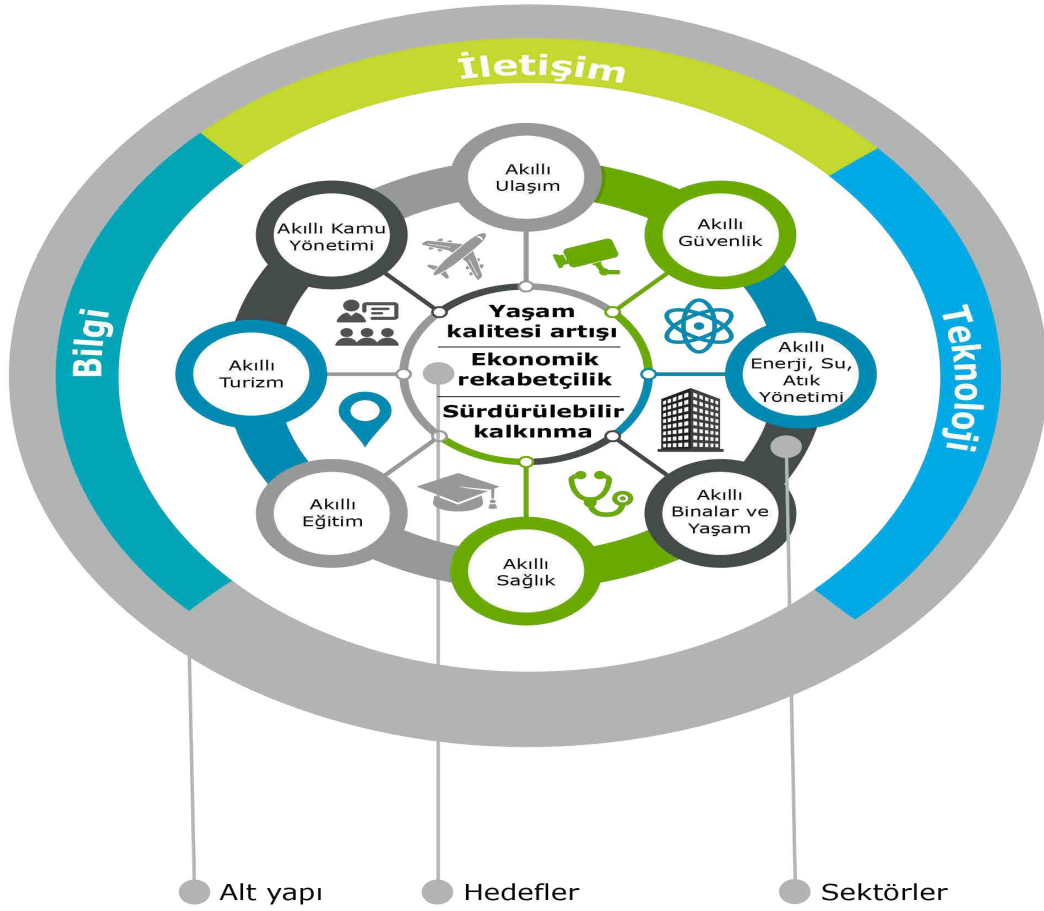 İletişim
Bilgi
Teknoloji
Akıllı
Ulaşım
Akıllı
Güvenlik
Akıllı
Enerji, Su,
Atık
Yönetimi
Akıllı
Binalar ve
Yaşam
Akıllı
Sağlık
Akıllı
Eğitim
Akıllı
Turizm
Akıllı Kamu
Yönetimi
Yaşam
kalitesi artışı
Ekonomik
rekabetçilik
Sürdürülebilir
kalkınma
Alt yapı
Hedefler
Sektörler